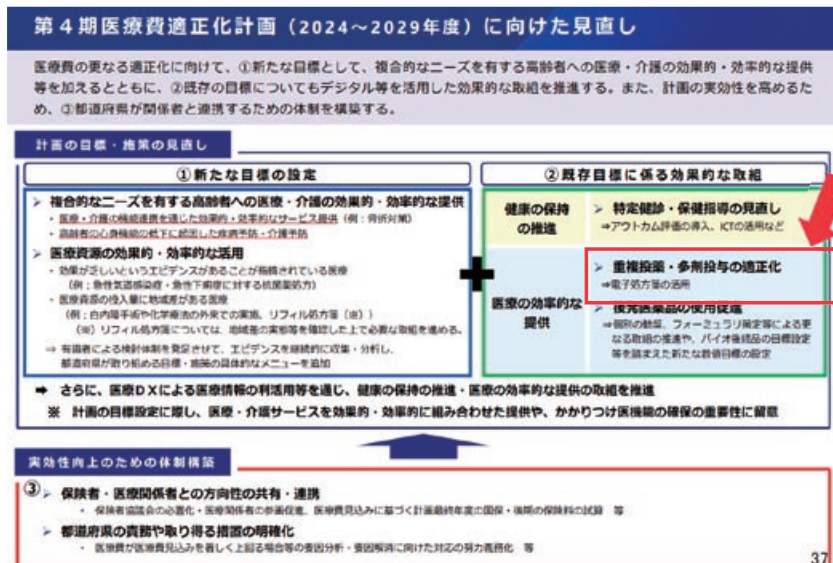 第４期医療費適正化計画（2024～2029年度）に向けた見直し
医療費の更なる適正化に向けて、①新たな目標として、複合的なニーズを有する高齢者への医療・介護の効果的・効率的な提供
等を加えるとともに、②既存の目標についてもデジタル等を活用した効果的な取組を推進する。また、計画の実効性を高めるた
め、③都道府県が関係者と連携するための体制を構築する。
計画の目標・施策の見直し
①新たな目標の設定
➢ 複合的なニーズを有する高齢者への医療・介護の効果的・効率的な提供
・ 医療・介護の機能連携を通じた効果的・効率的なサービス提供（例：骨折対策）
・ 高齢者の心身機能の低下に起因した疾病予防・介護予防
➢ 医療資源の効果的・効率的な活用
・ 効果が乏しいというエビデンスがあることが指摘されている医療
（例：急性気道感染症・急性下痢症に対する抗菌薬処方）
・ 医療資源の投入量に地域差がある医療
（例：白内障手術や化学療法の外来での実施、リフィル処方箋（※））
（※）リフィル処方箋については、地域差の実態等を確認した上で必要な取組を進める。
⇒ 有識者による検討体制を発足させて、エビデンスを継続的に収集・分析し、
都道府県が取り組める目標・施策の具体的なメニューを追加
②既存目標に係る効果的な取組
健康の保持
の推進
➢ 特定健診・保健指導の見直し
⇒アウトカム評価の導入、ICTの活用など
医療の効率的な
提供
➢ 重複投薬・多剤投与の適正化
⇒電子処方箋の活用
➢ 後発医薬品の使用促進
⇒個別の勧奨、フォーミュラリ策定等による更
なる取組の推進や、バイオ後続品の目標設定
等を踏まえた新たな数値目標の設定
➡ さらに、医療DXによる医療情報の利活用等を通じ、健康の保持の推進・医療の効率的な提供の取組を推進
※ 計画の目標設定に際し、医療・介護サービスを効果的・効率的に組み合わせた提供や、かかりつけ医機能の確保の重要性に留意
実効性向上のための体制構築
③
➢ 保険者・医療関係者との方向性の共有・連携
・ 保険者協議会の必置化・医療関係者の参画促進、医療費見込みに基づく計画最終年度の国保・後期の保険料の試算 等
➢ 都道府県の責務や取り得る措置の明確化
・ 医療費が医療費見込みを著しく上回る場合等の要因分析・要因解消に向けた対応の努力義務化 等
37